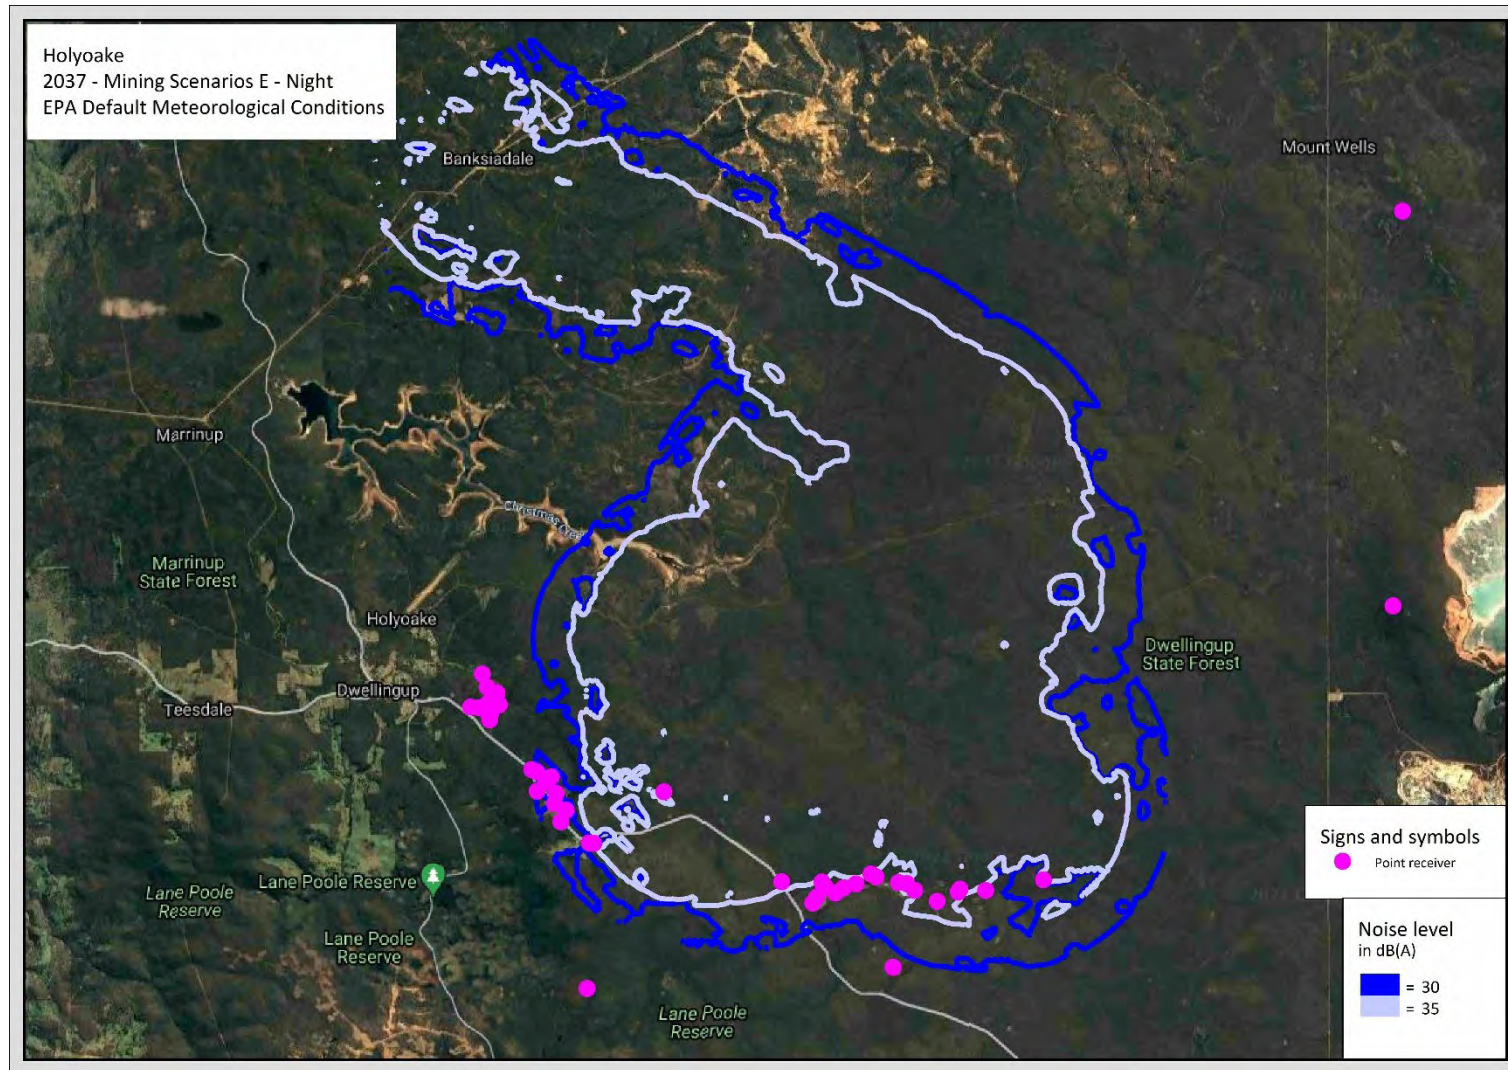 Holyoake
2037 - Mining Scenarios E - Night
EPA Default Meteorological Conditions
Banksiadale
Mount Wells
Marrinup
Christmas Cree
Marrinup
State Forest
Holyoake
Dwellingup
State Forest
Dwellingup
Teesdale
Lane Poole Reserve
Lane Poole
Reserve
Lane Poole
Reserve
Lane Poole
Reserve
Signs and symbols
Point receiver
Noise level
in dB(A)
= 30
= 35